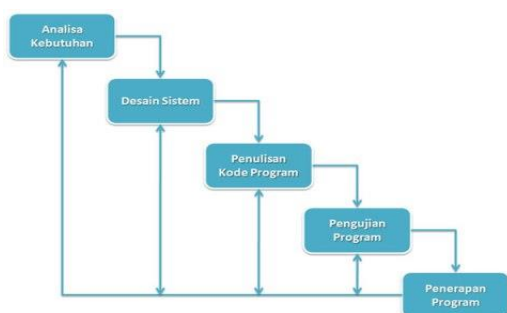 Analisa
Kebutuhan
Desain Sistem
Penulisan
Kode Program
Pengujian
Program
Penerapan
Program